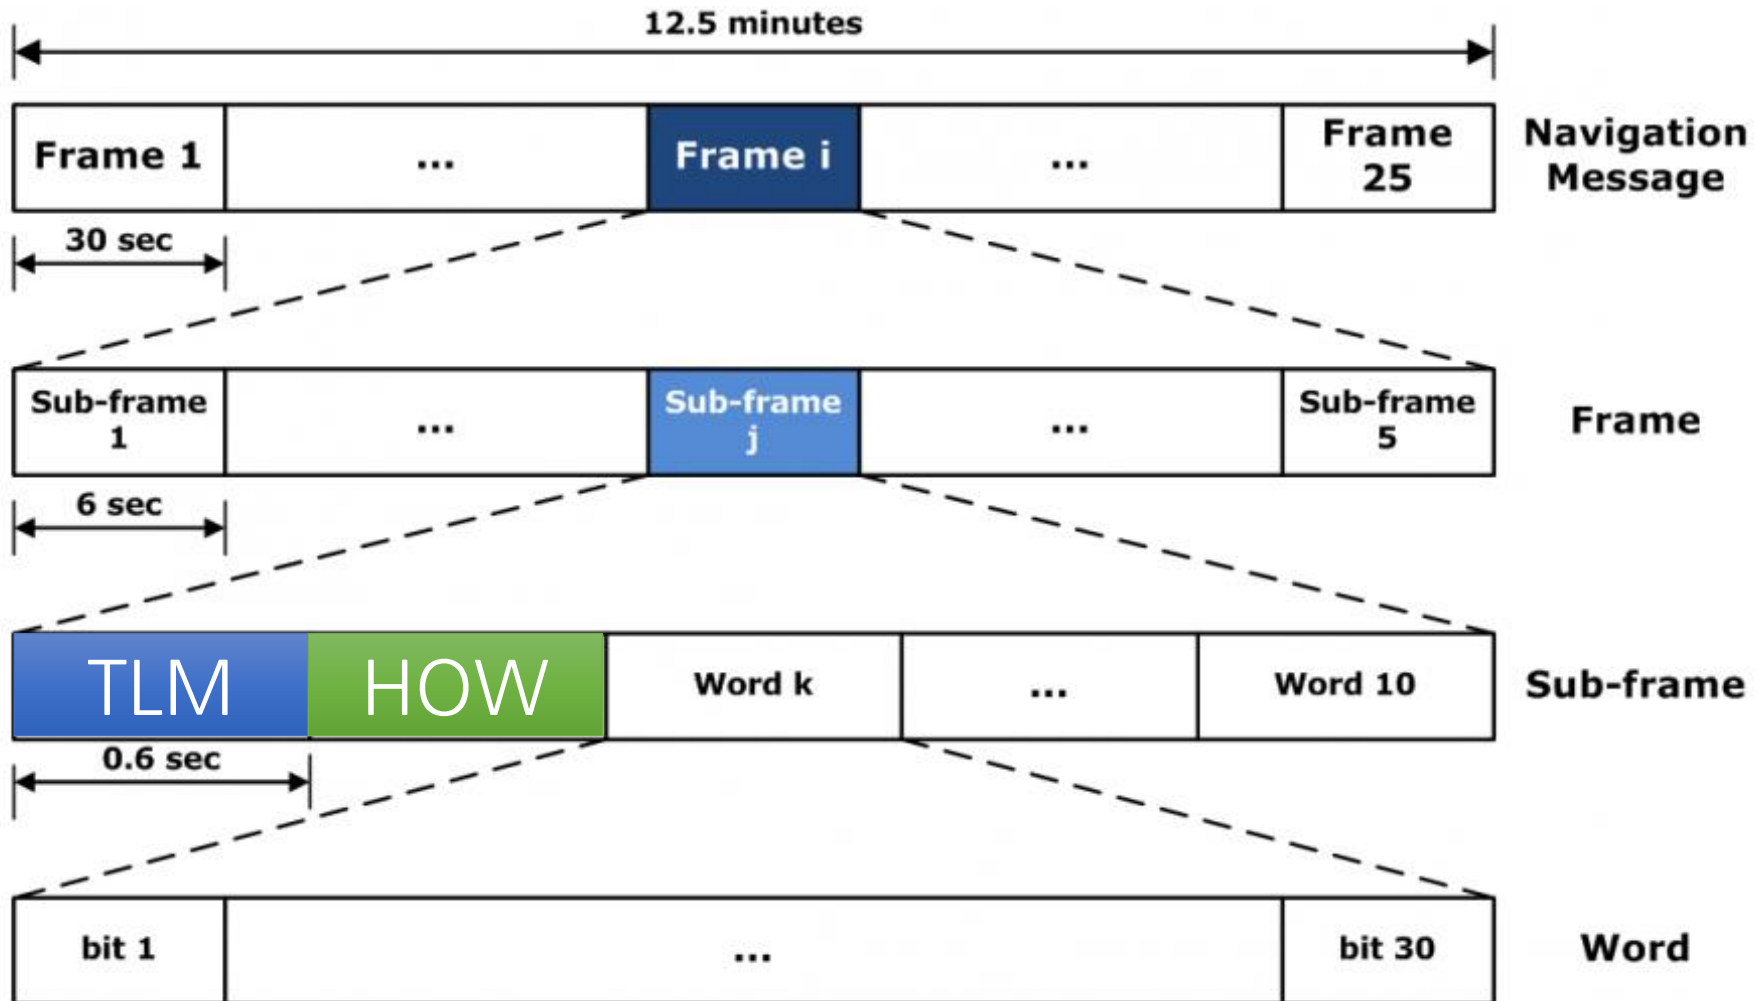 12.5 minutes
Frame 1
...
Frame i
...
Frame
25
Navigation
Message
30 sec
Sub-frame
1
...
Sub-frame
j
...
Sub-frame
5
Frame
6 sec
TLM
HOW
Word k
...
Word 10
Sub-frame
0.6 sec
bit 1
...
bit 30
Word